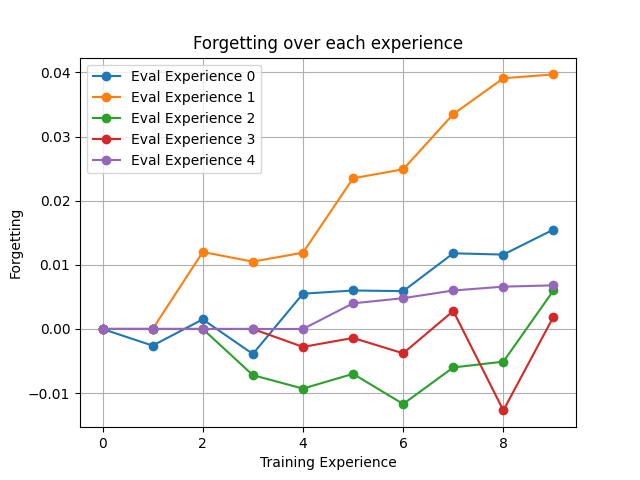 Forgetting over each experience
Eval Experience 0
Eval Experience 1
Eval Experience 2
Eval Experience 3
Eval Experience 4
0.04
0.03
0.02
0.01
0.00
−0.01
Forgetting
0 2 4 6 8
Training Experience